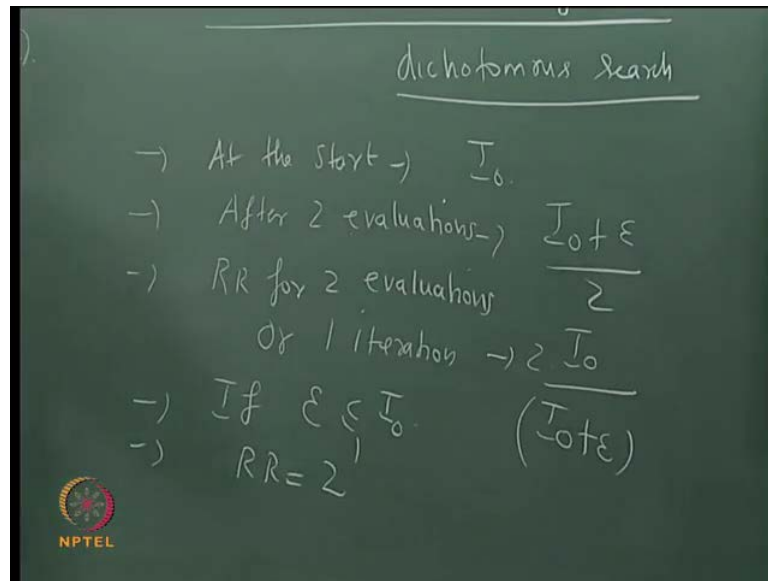 ).
dichotomous search
→ At the start → I₀.
→ After 2 evaluations → I₀+ε
2
→ RR for 2 evaluations
Or 1 iteration → 2. I₀
(I₀+ε)
→ If ε ≤ I₀,
→ RR = 2
NPTEL